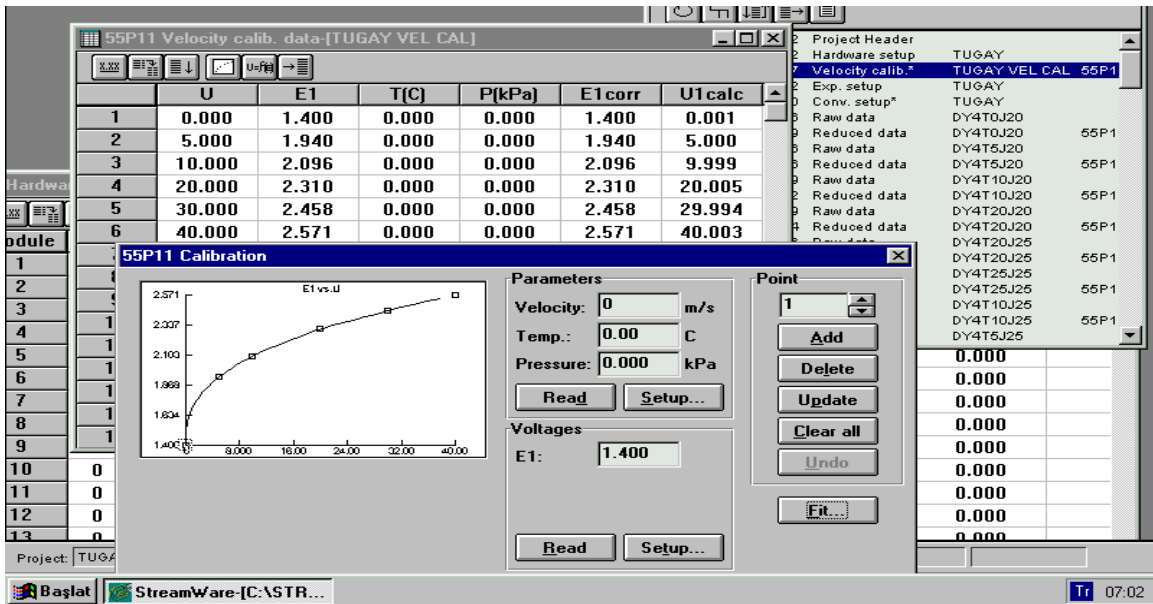 55P11 Velocity calib. data-[TUGAY VEL CAL]
x.xx U=f(E)
U E1 T(C) P(kPa) E1corr U1calc
1 0.000 1.400 0.000 0.000 1.400 0.001
2 5.000 1.940 0.000 0.000 1.940 5.000
3 10.000 2.096 0.000 0.000 2.096 9.999
4 20.000 2.310 0.000 0.000 2.310 20.005
5 30.000 2.458 0.000 0.000 2.458 29.994
6 40.000 2.571 0.000 0.000 2.571 40.003
Project Header
Hardware setup TUGAY
Velocity calib.* TUGAY VEL CAL 55P1
Exp. setup TUGAY
Conv. setup* TUGAY
Raw data DY4T0J20
Reduced data DY4T0J20 55P1
Raw data DY4T5J20
Reduced data DY4T5J20 55P1
Raw data DY4T10J20
Reduced data DY4T10J20 55P1
Raw data DY4T20J20
Reduced data DY4T20J20 55P1
Raw data DY4T20J25
DY4T20J25 55P1
DY4T25J25
DY4T25J25 55P1
DY4T10J25
DY4T10J25 55P1
DY4T5J25
Hardwa
.xx
odule
1
2
3
4
5
6
7
8
9
10 0
11 0
12 0
13 0
55P11 Calibration
E1 vs.U
2.571
2.337
2.103
1.868
1.634
1.400
8.000 16.00 24.00 32.00 40.00
Parameters
Velocity: 0 m/s
Temp.: 0.00 C
Pressure: 0.000 kPa
Read Setup...
Voltages
E1: 1.400
Read Setup...
Point
1
Add
Delete
Update
Clear all
Undo
Fit...
0.000
0.000
0.000
0.000
0.000
0.000
0.000
0.000
0.000
Project: TUGA
Başlat StreamWare-[C:\STR... Tr 07:02